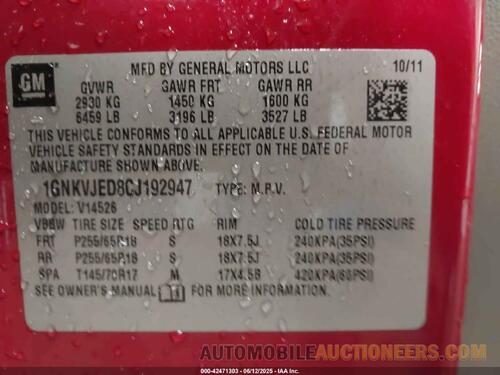 GM
MFD BY GENERAL MOTORS LLC 10/11
GVWR GAWR FRT GAWR RR
2930 KG 1450 KG 1600 KG
6459 LB 3196 LB 3527 LB
THIS VEHICLE CONFORMS TO ALL APPLICABLE U.S. FEDERAL MOTOR
VEHICLE SAFETY STANDARDS IN EFFECT ON THE DATE OF
MANUFACTURE SHOWN ABOVE.
1GNKVJED8CJ192947 TYPE: M.P.V.
MODEL: V14526
VBBW TIRE SIZE SPEED RTG RIM COLD TIRE PRESSURE
FRT P255/65R18 S 18X7.5J 240KPA(35PSI)
RR P255/65R18 S 18X7.5J 240KPA(35PSI)
SPA T145/70R17 M 17X4.5B 420KPA(60PSI)
SEE OWNER'S MANUAL FOR MORE INFORMATION
AUTOMOBILEAUCTIONEERS.COM
000-42471303 - 06/12/2025 - IAA Inc.